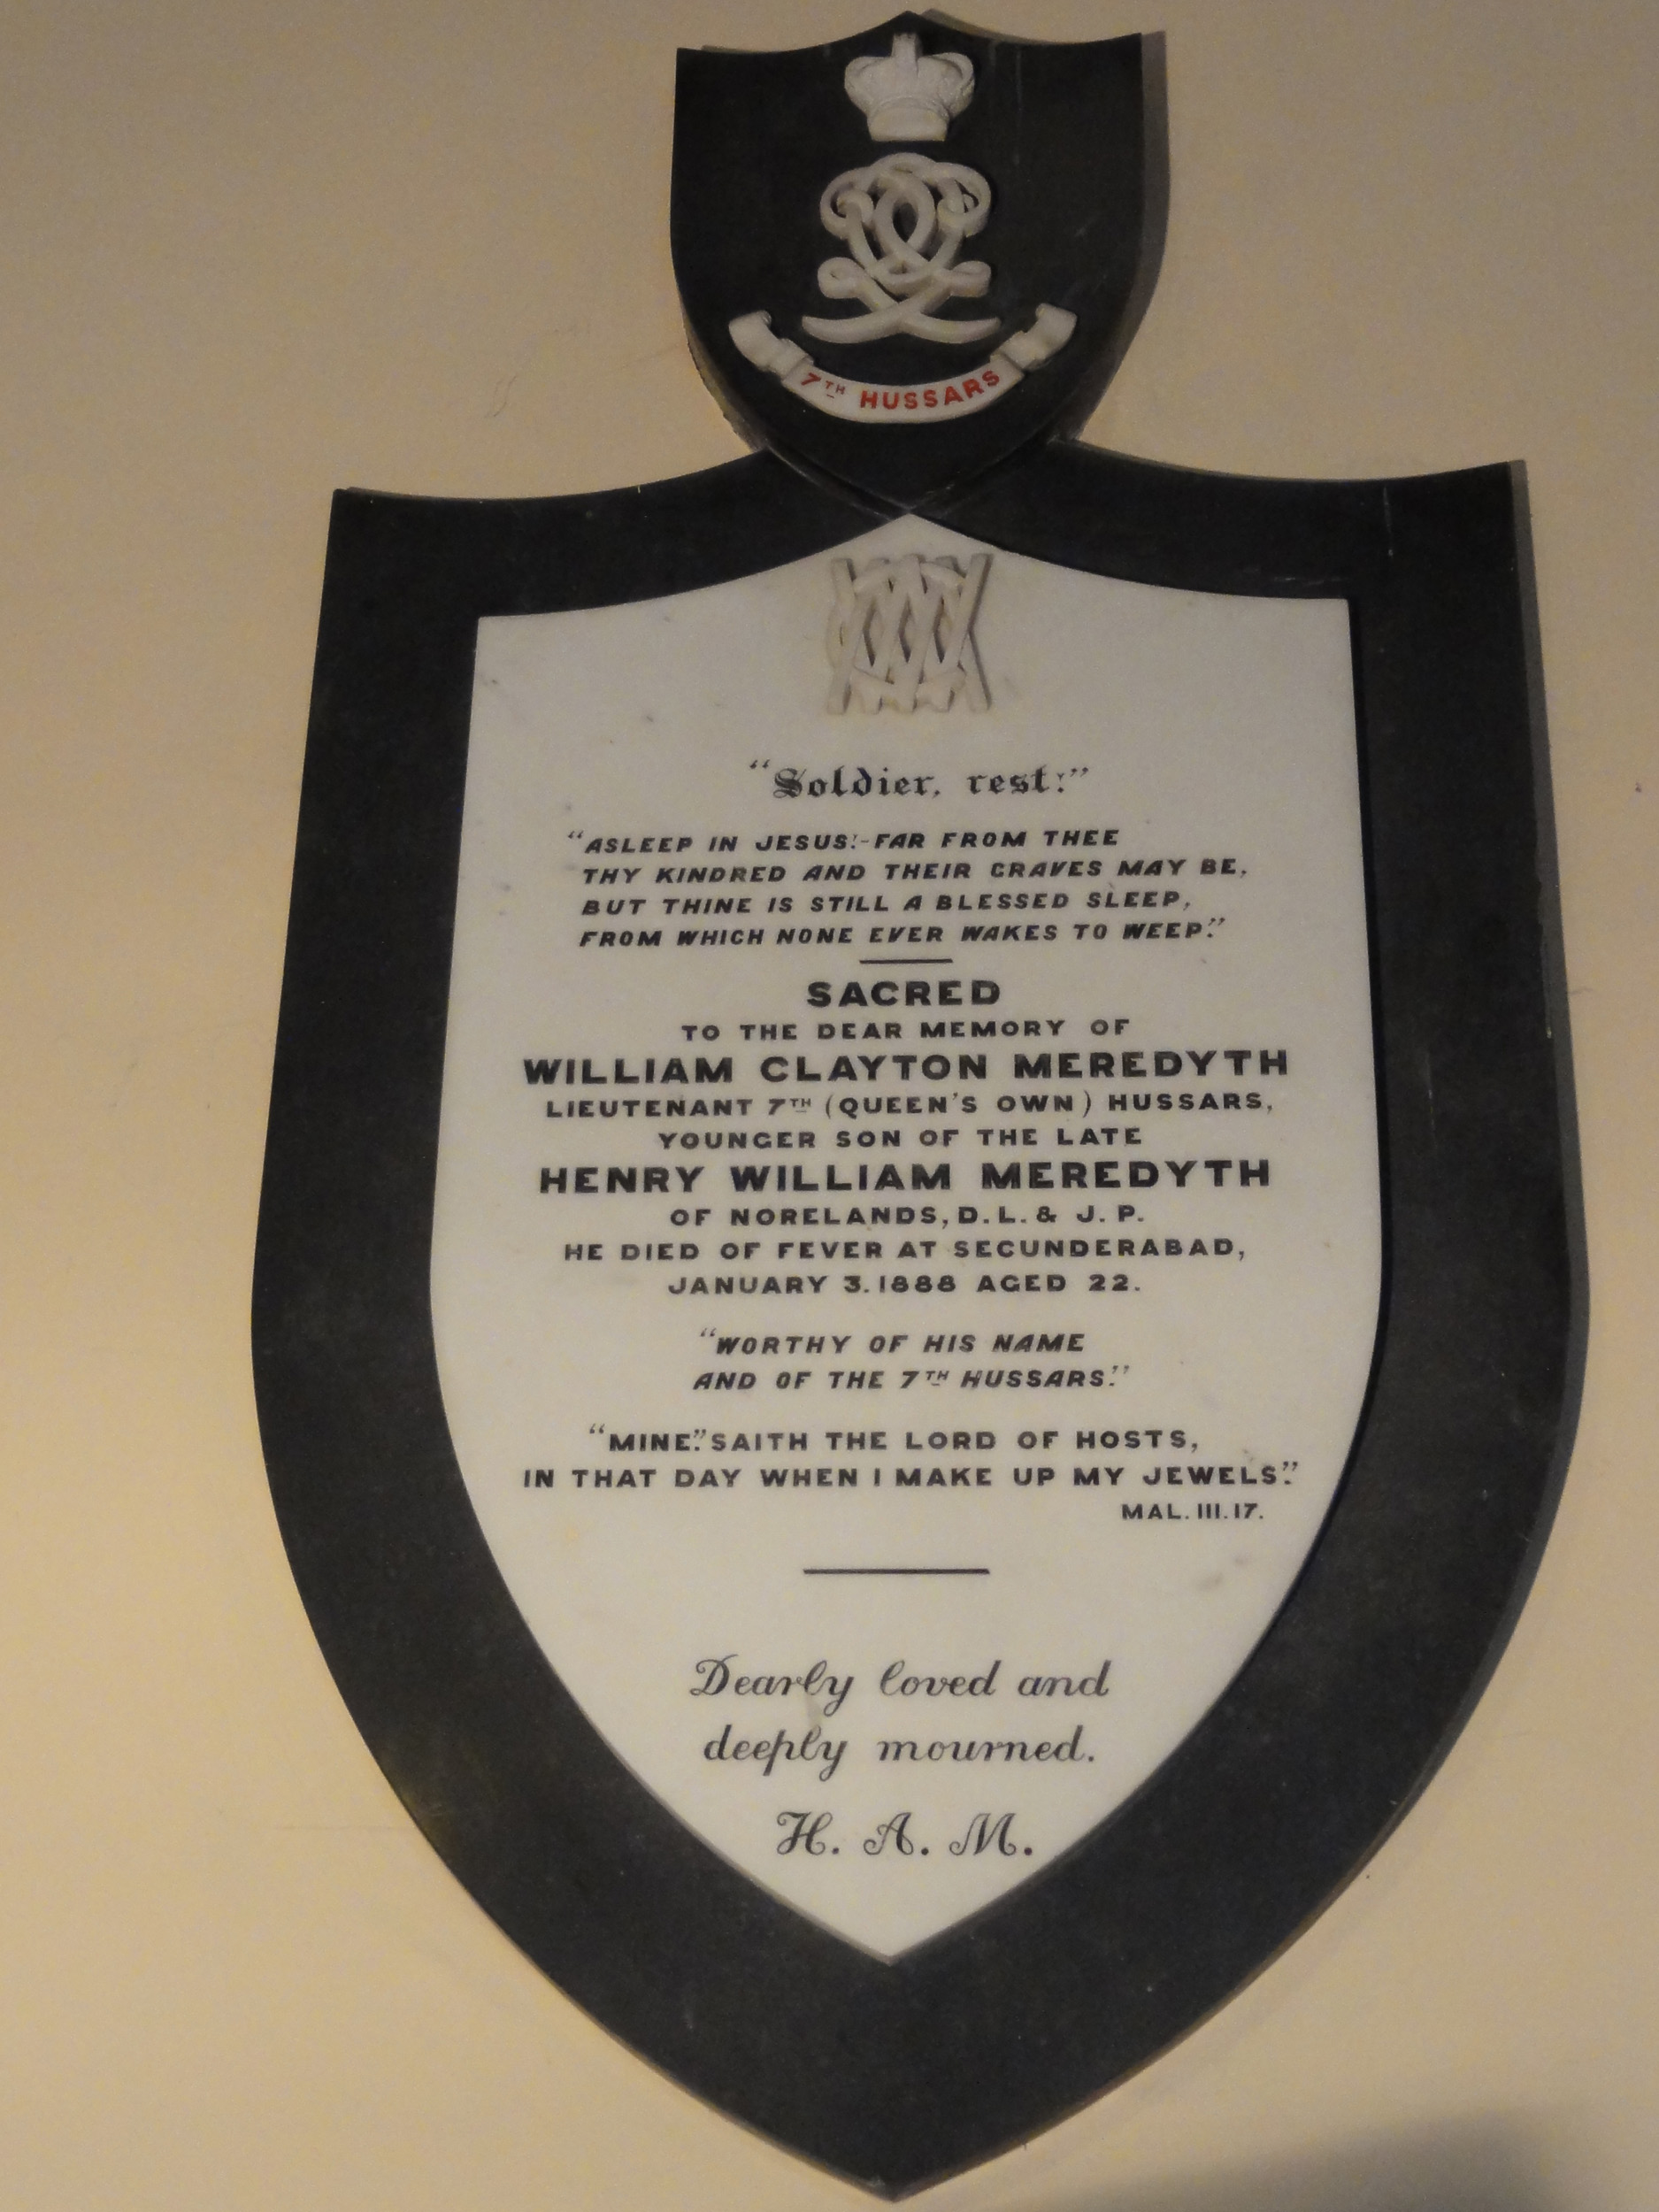 7TH HUSSARS
"Soldier, rest!"
"ASLEEP IN JESUS!-FAR FROM THEE
THY KINDRED AND THEIR GRAVES MAY BE,
BUT THINE IS STILL A BLESSED SLEEP,
FROM WHICH NONE EVER WAKES TO WEEP."
SACRED
TO THE DEAR MEMORY OF
WILLIAM CLAYTON MEREDYTH
LIEUTENANT 7TH (QUEEN'S OWN) HUSSARS,
YOUNGER SON OF THE LATE
HENRY WILLIAM MEREDYTH
OF NORELANDS, D.L. & J.P.
HE DIED OF FEVER AT SECUNDERABAD,
JANUARY 3. 1888 AGED 22.
"WORTHY OF HIS NAME
AND OF THE 7TH HUSSARS."
"MINE." SAITH THE LORD OF HOSTS,
IN THAT DAY WHEN I MAKE UP MY JEWELS."
MAL. III. 17.
Dearly loved and
deeply mourned.
H. A. M.